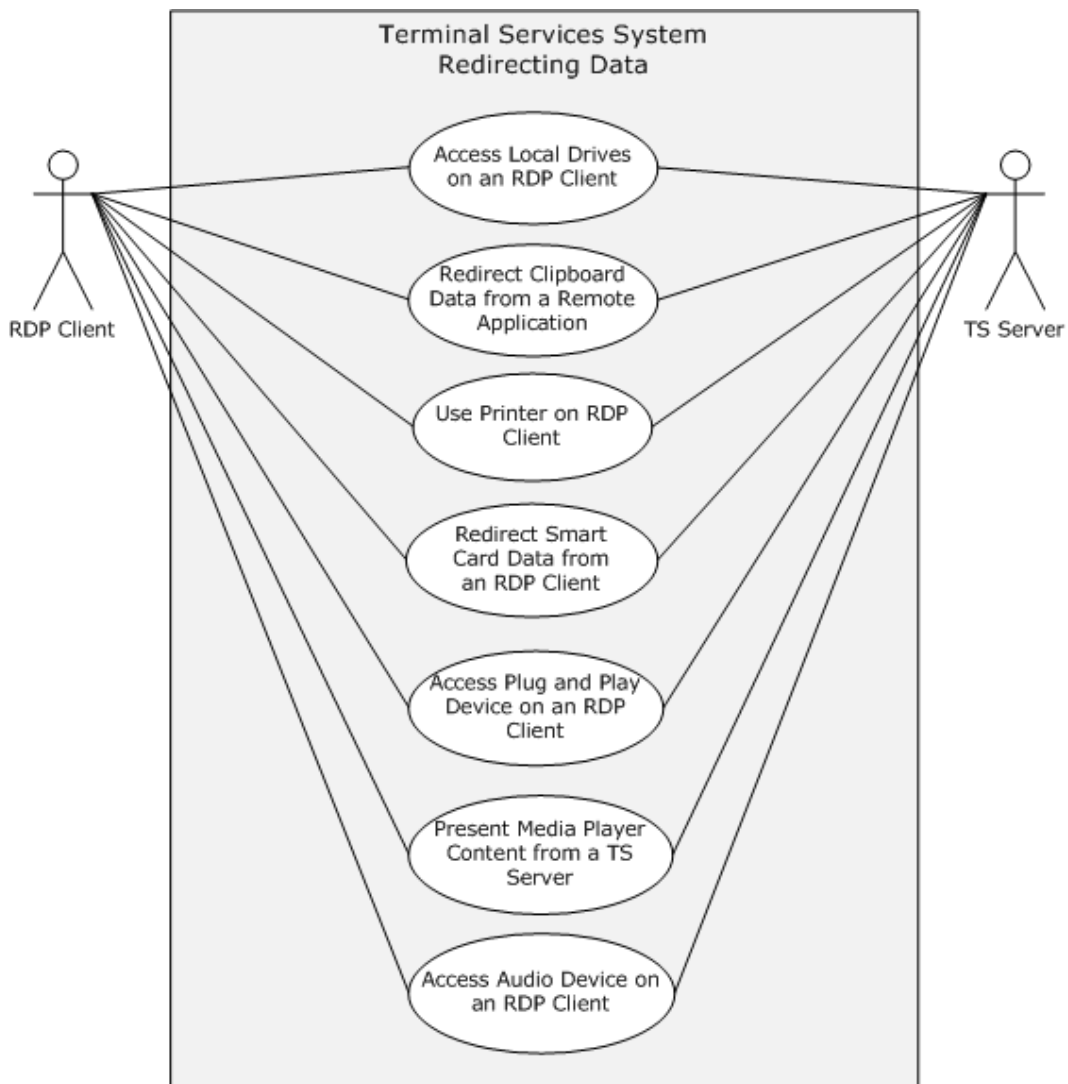 Terminal Services System
Redirecting Data
Access Local Drives
on an RDP Client
RDP Client
TS Server
Redirect Clipboard
Data from a Remote
Application
Use Printer on RDP
Client
Redirect Smart
Card Data from
an RDP Client
Access Plug and Play
Device on an RDP
Client
Present Media Player
Content from a TS
Server
Access Audio Device on
an RDP Client